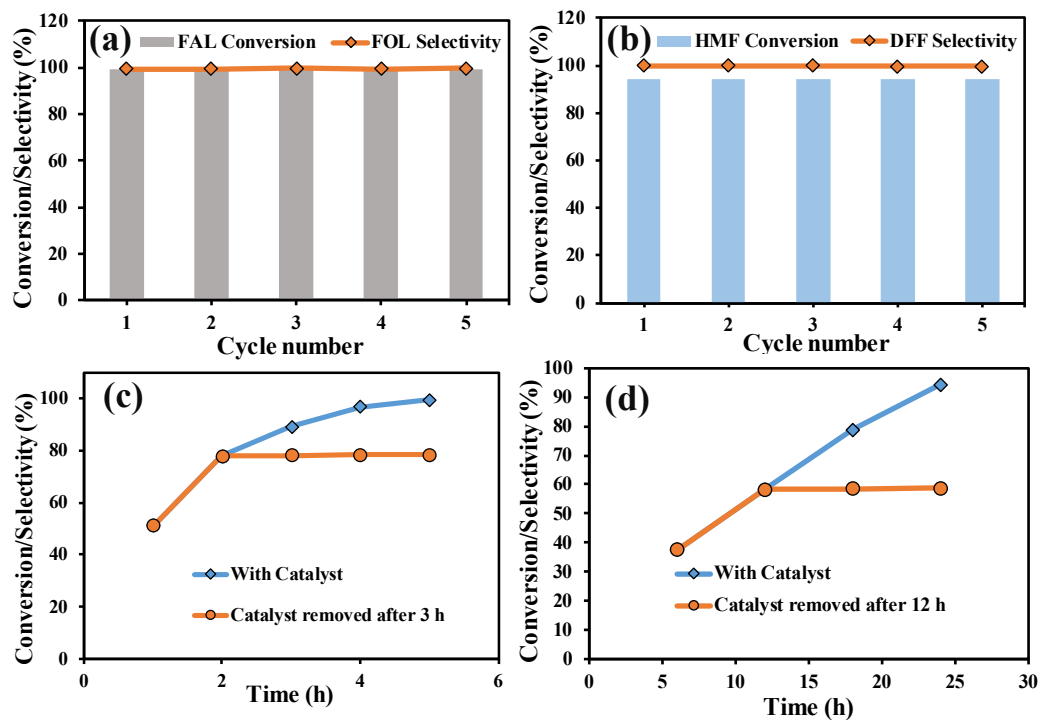 (a)
FAL Conversion
FOL Selectivity
Conversion/Selectivity (%)
120
100
80
60
40
20
0
1 2 3 4 5
Cycle number
(b)
HMF Conversion
DFF Selectivity
Conversion/Selectivity (%)
120
100
80
60
40
20
0
1 2 3 4 5
Cycle number
(c)
Conversion/Selectivity (%)
100
80
60
40
20
0
With Catalyst
Catalyst removed after 3 h
0 2 4 6
Time (h)
(d)
Conversion/Selectivity (%)
100
90
80
70
60
50
40
30
20
10
0
With Catalyst
Catalyst removed after 12 h
0 5 10 15 20 25 30
Time (h)